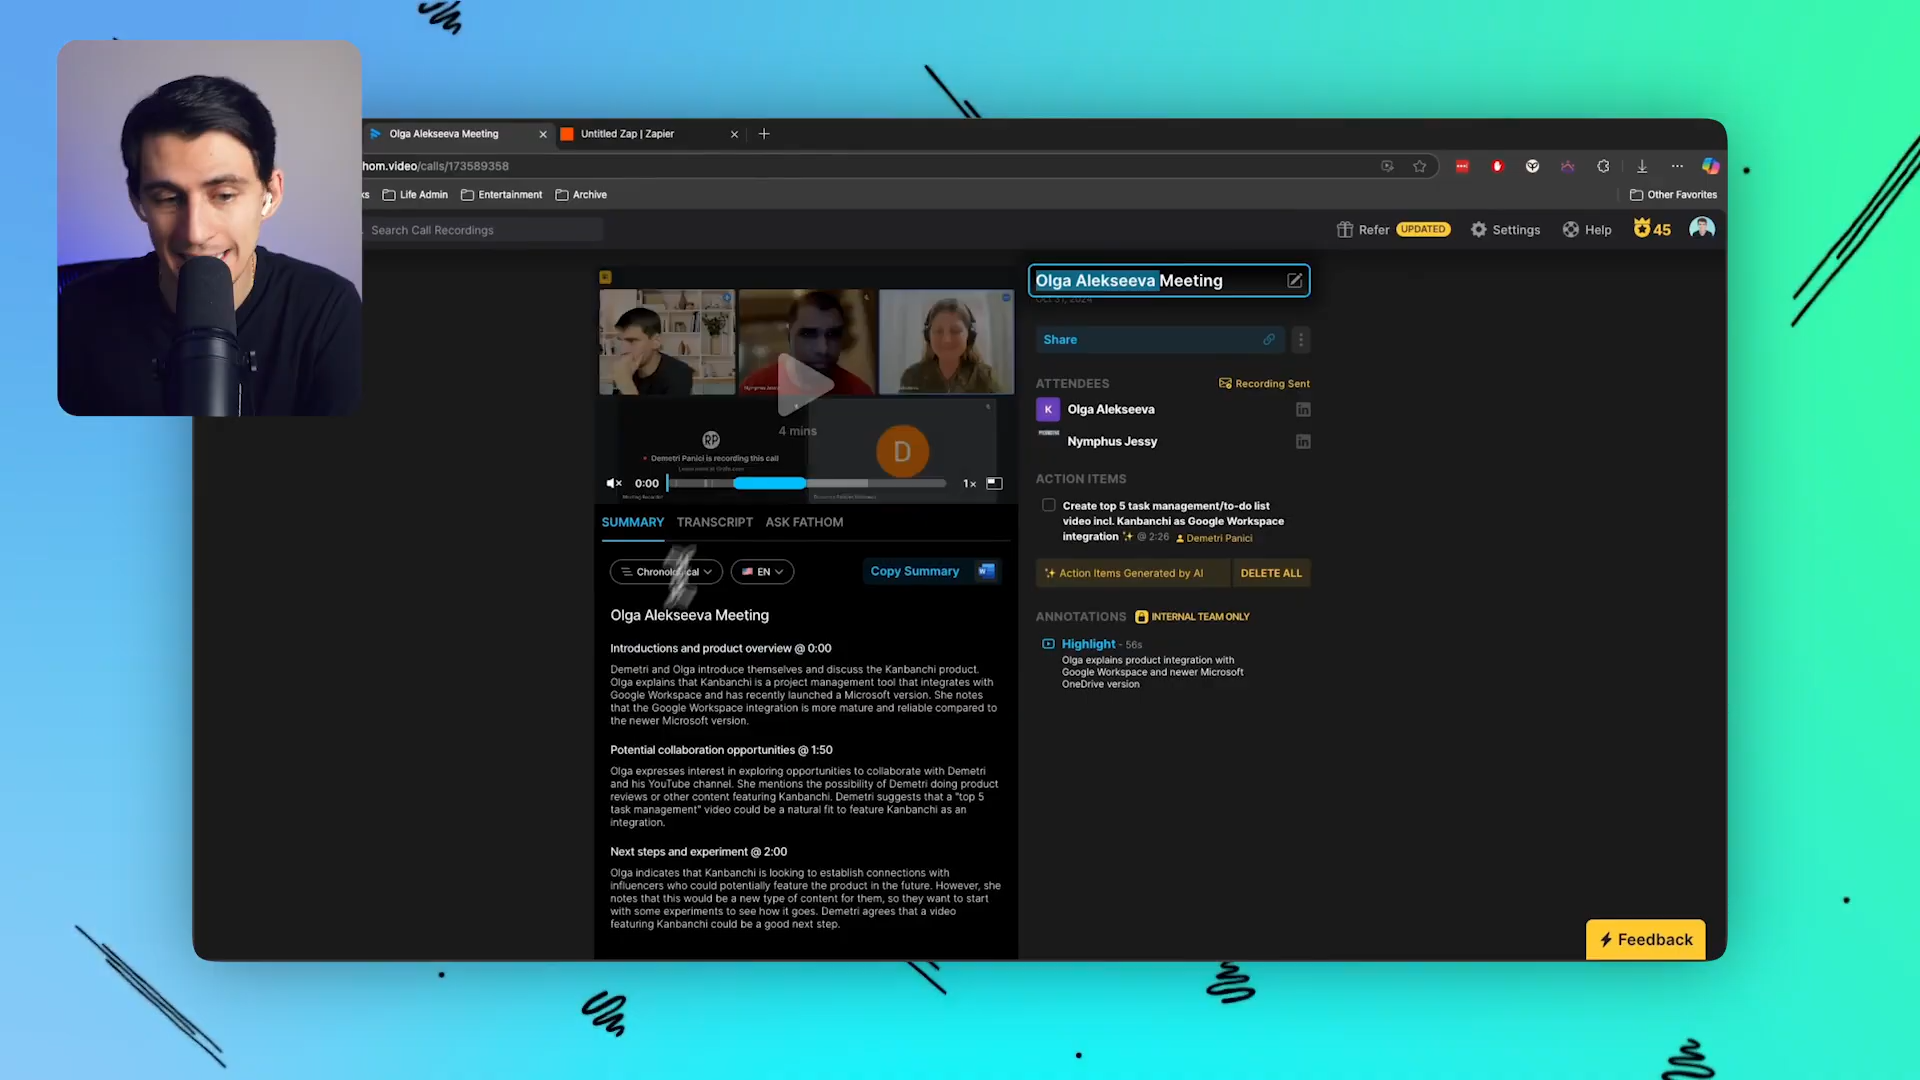 Olga Alekseeva Meeting
Untitled Zap | Zapier
hom.video/calls/173589358
Life Admin
Entertainment
Archive
Other Favorites
Search Call Recordings
Refer UPDATED
Settings
Help
45
Olga Alekseeva Meeting
Share
ATTENDEES
Recording Sent
K Olga Alekseeva
Nymphus Jessy
ACTION ITEMS
Create top 5 task management/to-do list
video incl. Kanbanchi as Google Workspace
integration ✨ @ 2:26 Demetri Panici
Action Items Generated by AI
DELETE ALL
ANNOTATIONS INTERNAL TEAM ONLY
Highlight - 56s
Olga explains product integration with
Google Workspace and newer Microsoft
OneDrive version
4 mins
RP
Demetri Panici is recording this call
D
0:00
1x
SUMMARY
TRANSCRIPT
ASK FATHOM
Chronological
EN
Copy Summary
Olga Alekseeva Meeting
Introductions and product overview @ 0:00
Demetri and Olga introduce themselves and discuss the Kanbanchi product.
Olga explains that Kanbanchi is a project management tool that integrates with
Google Workspace and has recently launched a Microsoft version. She notes
that the Google Workspace integration is more mature and reliable compared to
the newer Microsoft version.
Potential collaboration opportunities @ 1:50
Olga expresses interest in exploring opportunities to collaborate with Demetri
and his YouTube channel. She mentions the possibility of Demetri doing product
reviews or other content featuring Kanbanchi. Demetri suggests that a "top 5
task management" video could be a natural fit to feature Kanbanchi as an
integration.
Next steps and experiment @ 2:00
Olga indicates that Kanbanchi is looking to establish connections with
influencers who could potentially feature the product in the future. However, she
notes that this would be a new type of content for them, so they want to start
with some experiments to see how it goes. Demetri agrees that a video
featuring Kanbanchi could be a good next step.
Feedback